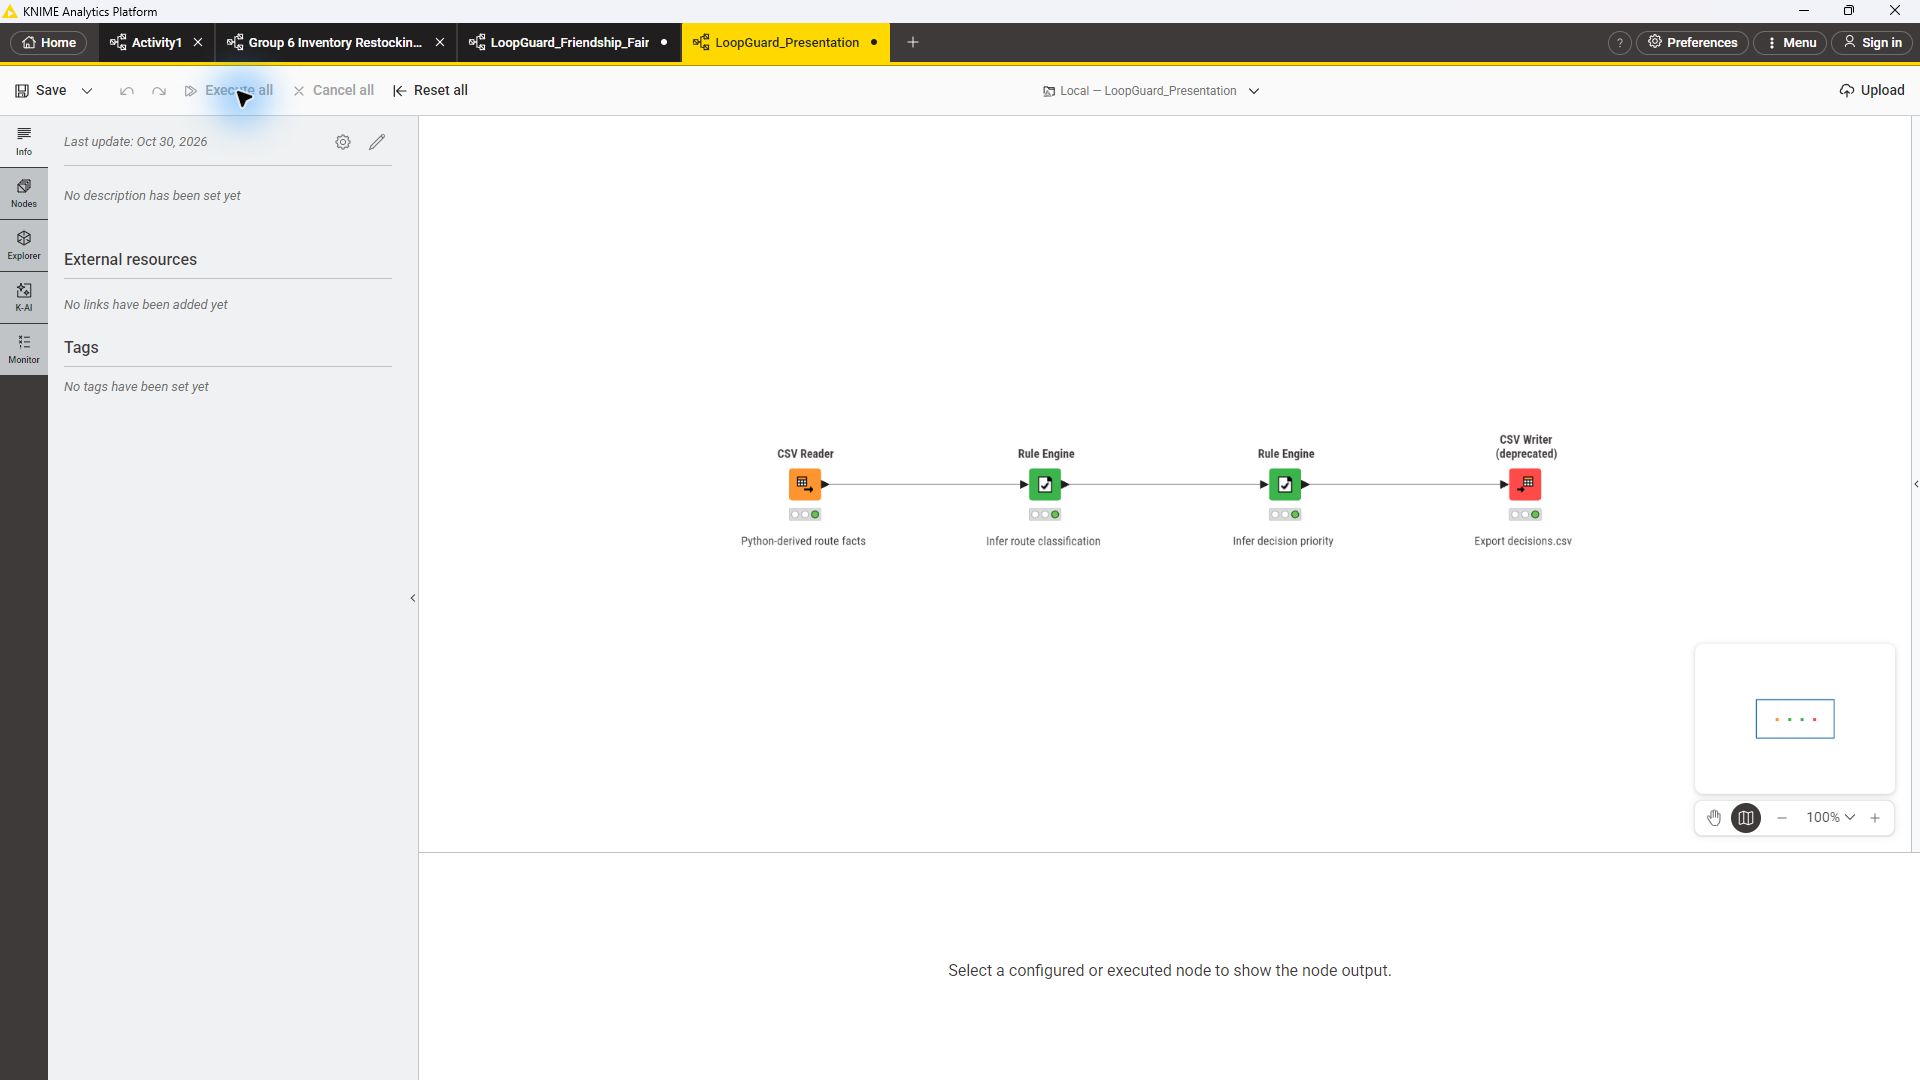 KNIME Analytics Platform
Home
Activity1
Group 6 Inventory Restockin...
LoopGuard_Friendship_Fair
LoopGuard_Presentation
?
Preferences
Menu
Sign in
Save
Execute all
Cancel all
Reset all
Local — LoopGuard_Presentation
Upload
Info
Nodes
Explorer
K-AI
Monitor
Last update: Oct 30, 2026
No description has been set yet
External resources
No links have been added yet
Tags
No tags have been set yet
CSV Reader
Python-derived route facts
Rule Engine
Infer route classification
Rule Engine
Infer decision priority
CSV Writer
(deprecated)
Export decisions.csv
100%
Select a configured or executed node to show the node output.